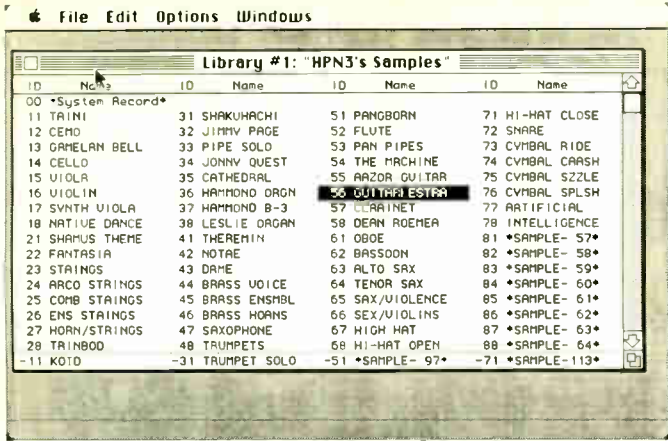 File Edit Options Windows
Library #1: "HPN3's Samples"
ID Name ID Name ID Name ID Name
00 *System Record*
11 TRINI 31 SHAKUHACHI 51 PANGBORN 71 HI-HAT CLOSE
12 CEMO 32 JIMMY PAGE 52 FLUTE 72 SNARE
13 GAMELAN BELL 33 PIPE SOLO 53 PAN PIPES 73 CYMBAL RIDE
14 CELLO 34 JONNY QUEST 54 THE MACHINE 74 CYMBAL CRASH
15 VIOLA 35 CATHEDRAL 55 RAZOR GUITAR 75 CYMBAL SZZLE
16 VIOLIN 36 HAMMOND ORGN 56 GUITARLESTRA 76 CYMBAL SPLSH
17 SYNTH VIOLA 37 HAMMOND B-3 57 CLARINET 77 ARTIFICIAL
18 NATIVE DANCE 38 LESLIE ORGAN 58 DEAN ROEMER 78 INTELLIGENCE
21 SHAMUS THEME 41 THEREMIN 61 OBOE 81 *SAMPLE- 57*
22 FANTASIA 42 NOTRE 62 BASSOON 82 *SAMPLE- 58*
23 STRINGS 43 DAME 63 ALTO SAX 83 *SAMPLE- 59*
24 ARCO STRINGS 44 BRASS VOICE 64 TENOR SAX 84 *SAMPLE- 60*
25 COMB STRINGS 45 BRASS ENSMBL 65 SAX/VIOLENCE 85 *SAMPLE- 61*
26 ENS STRINGS 46 BRASS HORNS 66 SEX/VIOLINS 86 *SAMPLE- 62*
27 HORN/STRINGS 47 SAXOPHONE 67 HIGH HAT 87 *SAMPLE- 63*
28 TRINBOD 48 TRUMPETS 68 HI-HAT OPEN 88 *SAMPLE- 64*
-11 KOTO -31 TRUMPET SOLO -51 *SAMPLE- 97* -71 *SAMPLE-113*